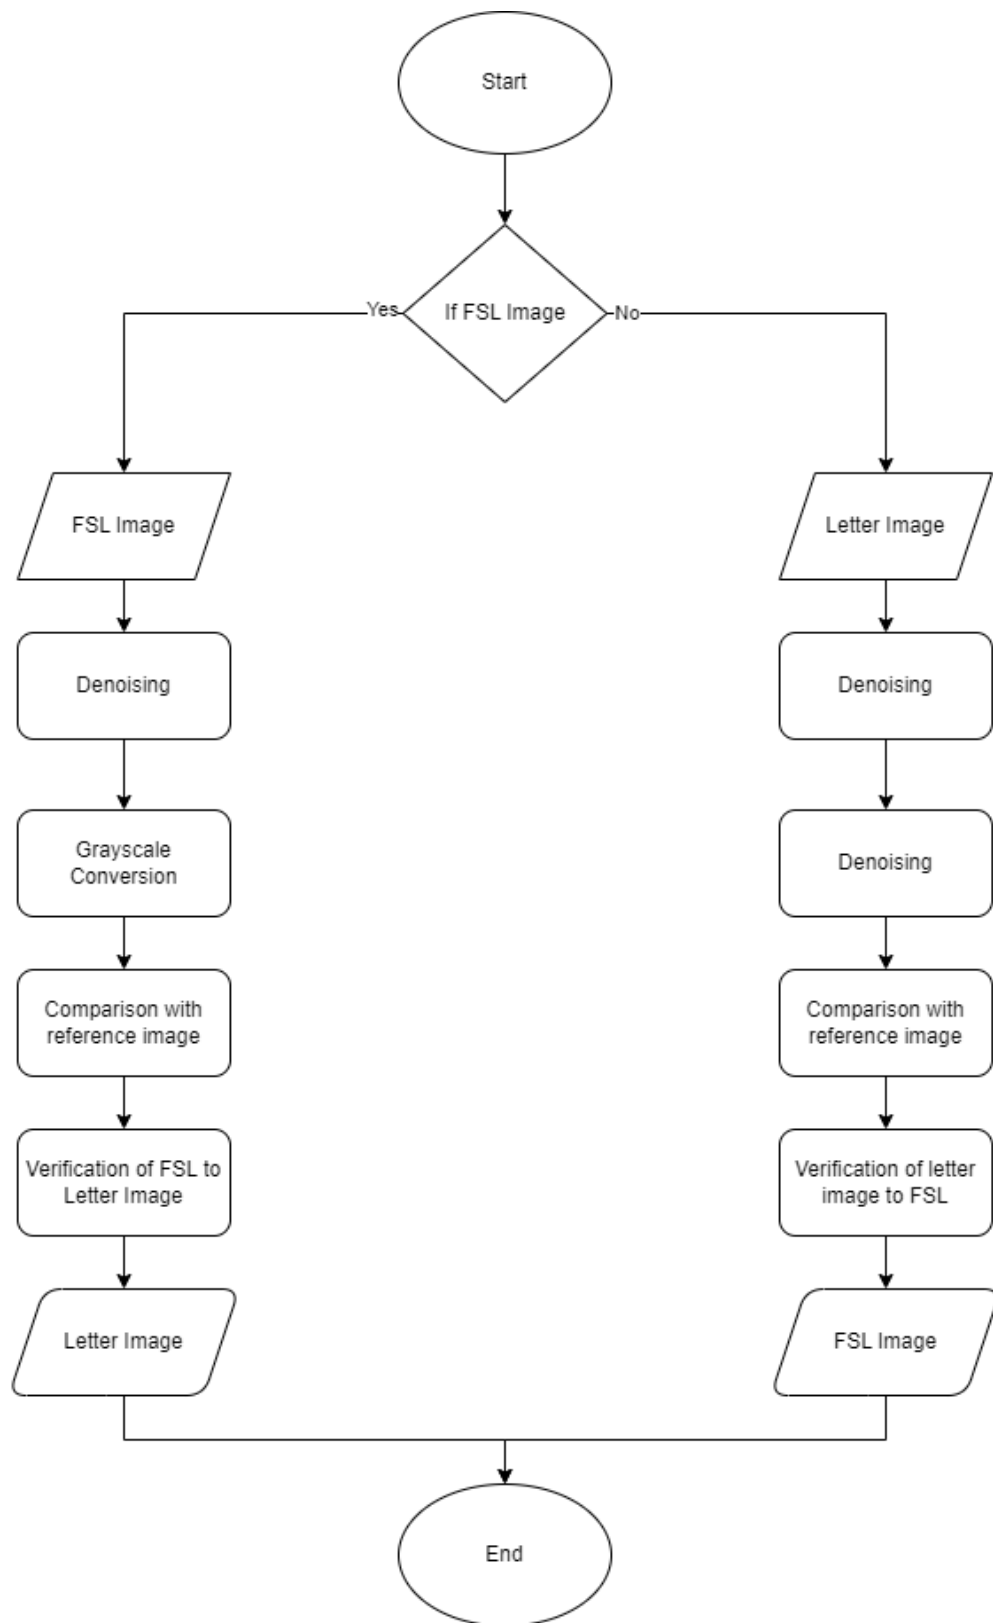 Start
If FSL Image
Yes
No
FSL Image
Letter Image
Denoising
Denoising
Grayscale
Conversion
Denoising
Comparison with
reference image
Comparison with
reference image
Verification of FSL to
Letter Image
Verification of letter
image to FSL
Letter Image
FSL Image
End